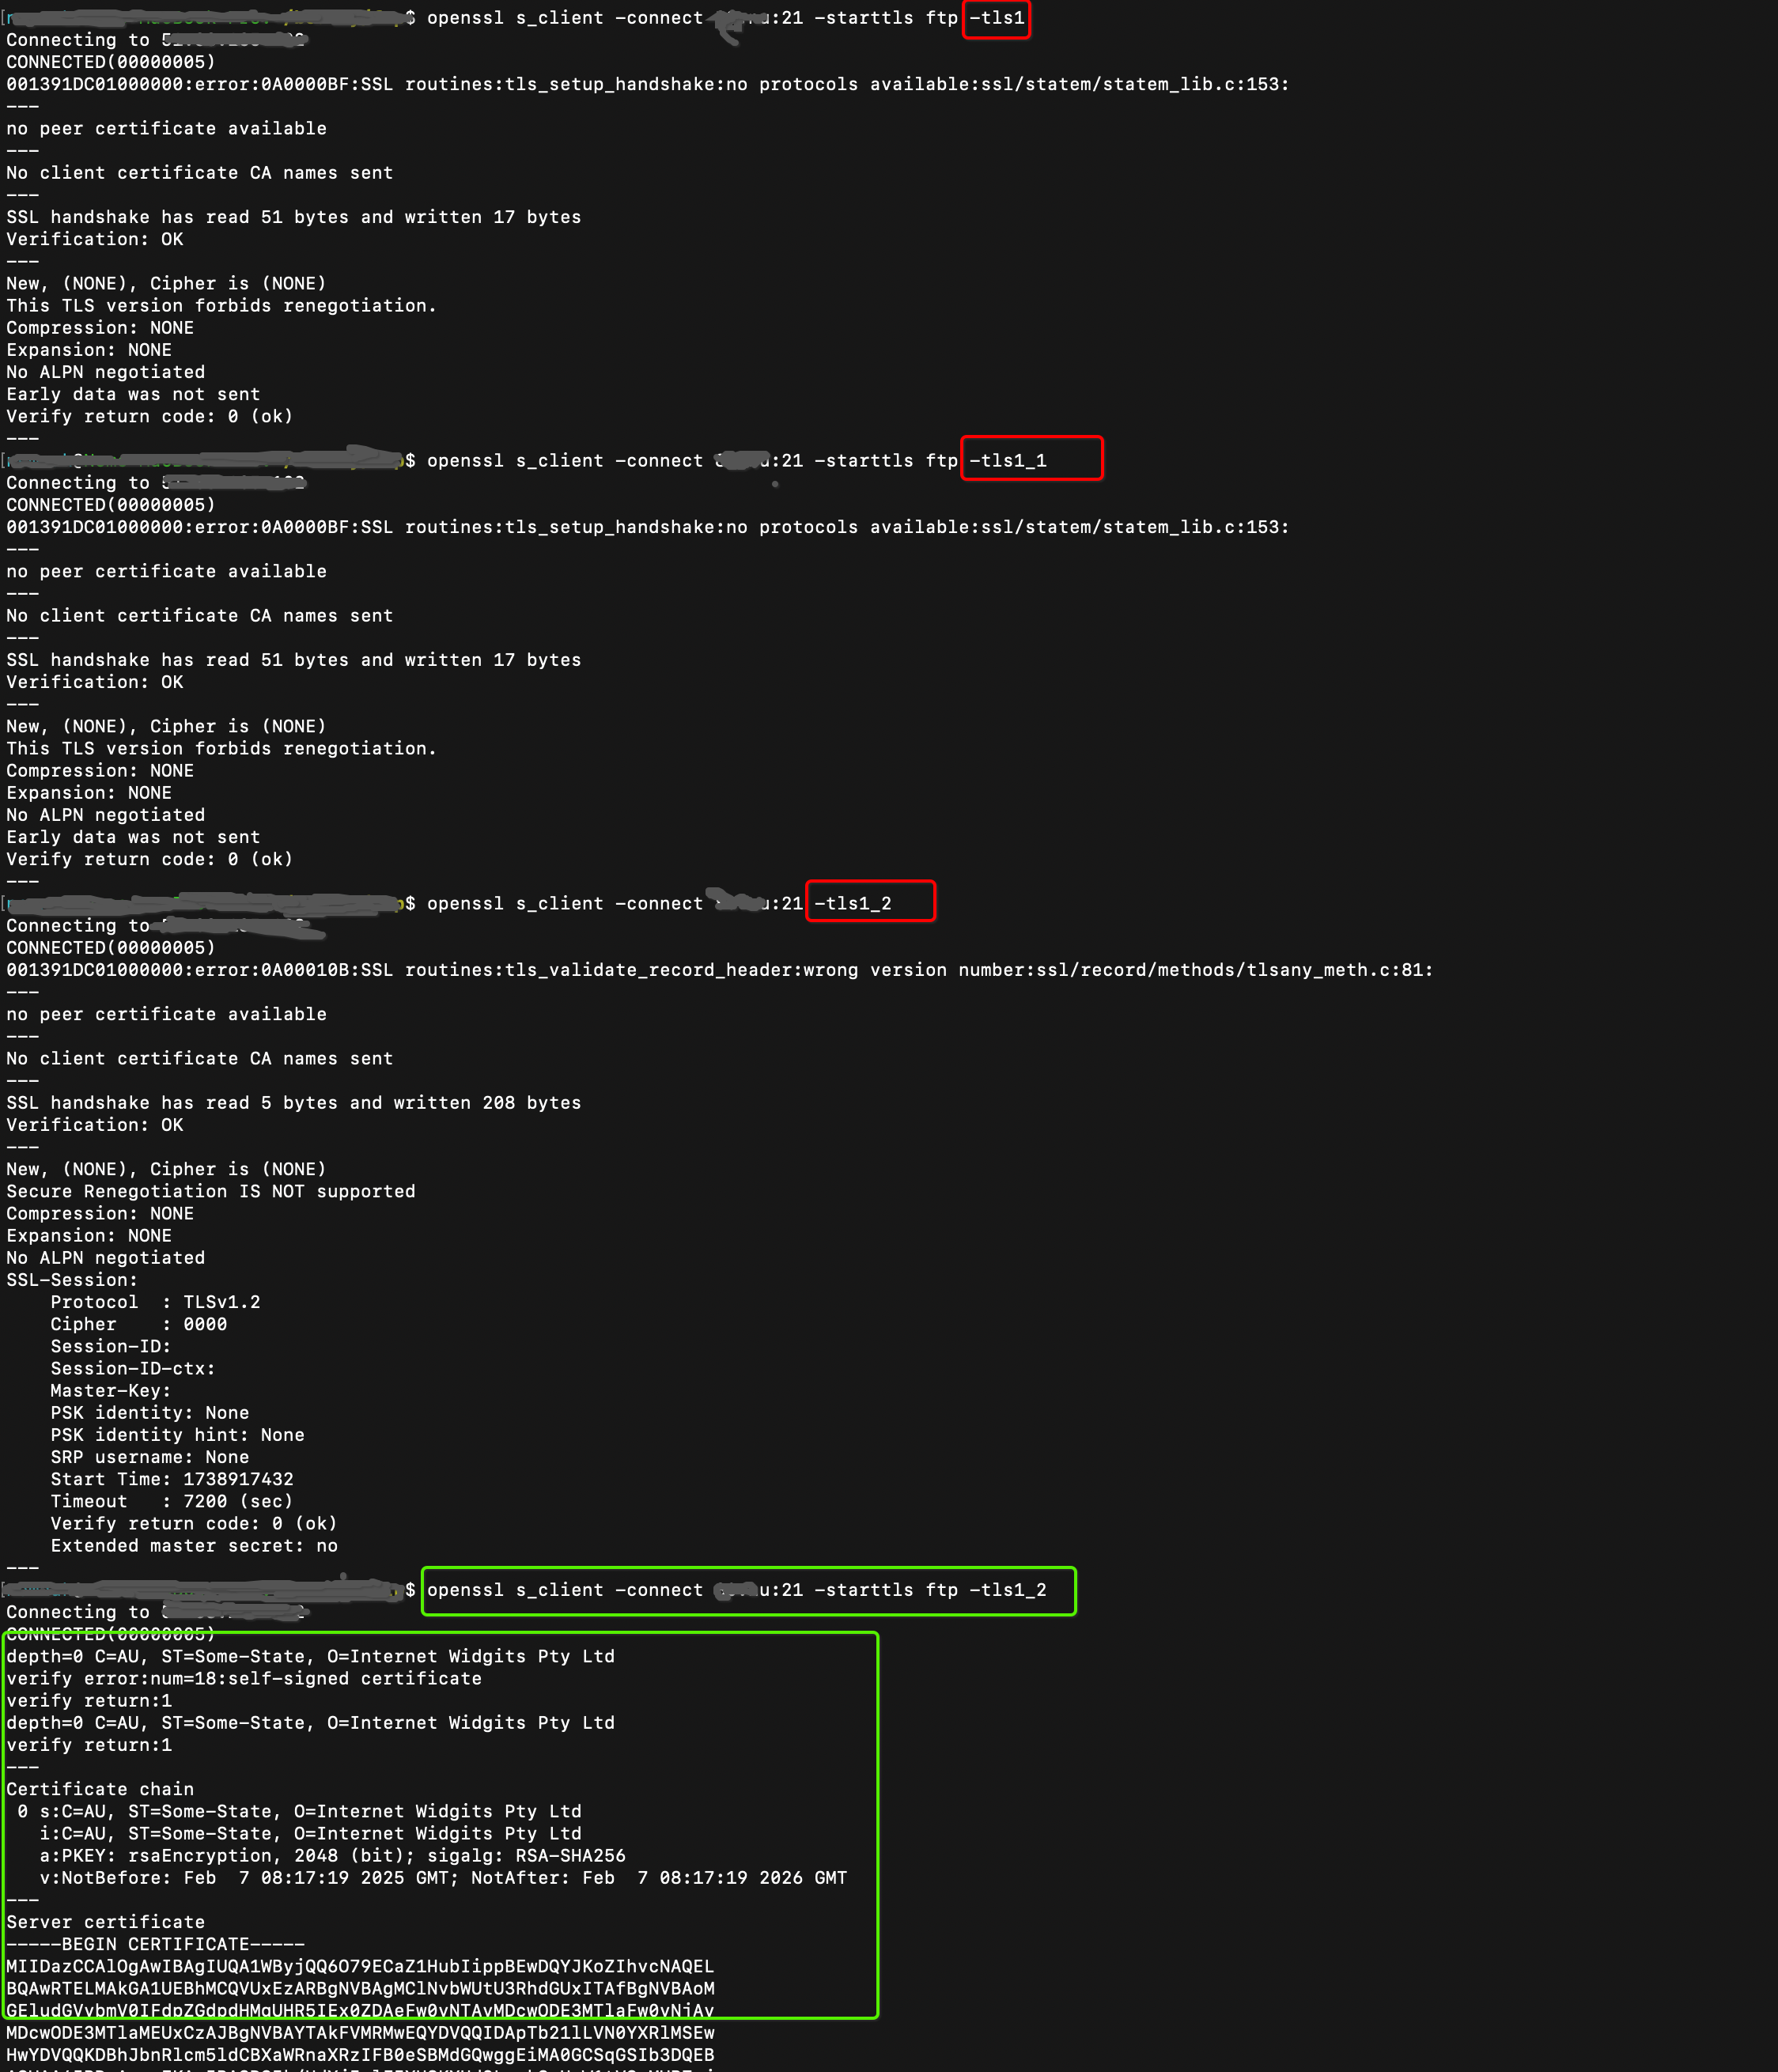 $ openssl s_client -connect :21 -starttls ftp -tls1
Connecting to
CONNECTED(00000005)
001391DC01000000:error:0A0000BF:SSL routines:tls_setup_handshake:no protocols available:ssl/statem/statem_lib.c:153:
---
no peer certificate available
---
No client certificate CA names sent
---
SSL handshake has read 51 bytes and written 17 bytes
Verification: OK
---
New, (NONE), Cipher is (NONE)
This TLS version forbids renegotiation.
Compression: NONE
Expansion: NONE
No ALPN negotiated
Early data was not sent
Verify return code: 0 (ok)
---
$ openssl s_client -connect :21 -starttls ftp -tls1_1
Connecting to
CONNECTED(00000005)
001391DC01000000:error:0A0000BF:SSL routines:tls_setup_handshake:no protocols available:ssl/statem/statem_lib.c:153:
---
no peer certificate available
---
No client certificate CA names sent
---
SSL handshake has read 51 bytes and written 17 bytes
Verification: OK
---
New, (NONE), Cipher is (NONE)
This TLS version forbids renegotiation.
Compression: NONE
Expansion: NONE
No ALPN negotiated
Early data was not sent
Verify return code: 0 (ok)
---
$ openssl s_client -connect u:21 -tls1_2
Connecting to
CONNECTED(00000005)
001391DC01000000:error:0A00010B:SSL routines:tls_validate_record_header:wrong version number:ssl/record/methods/tlsany_meth.c:81:
---
no peer certificate available
---
No client certificate CA names sent
---
SSL handshake has read 5 bytes and written 208 bytes
Verification: OK
---
New, (NONE), Cipher is (NONE)
Secure Renegotiation IS NOT supported
Compression: NONE
Expansion: NONE
No ALPN negotiated
SSL-Session:
    Protocol  : TLSv1.2
    Cipher    : 0000
    Session-ID:
    Session-ID-ctx:
    Master-Key:
    PSK identity: None
    PSK identity hint: None
    SRP username: None
    Start Time: 1738917432
    Timeout   : 7200 (sec)
    Verify return code: 0 (ok)
    Extended master secret: no
---
$ openssl s_client -connect u:21 -starttls ftp -tls1_2
Connecting to
CONNECTED(00000005)
depth=0 C=AU, ST=Some-State, O=Internet Widgits Pty Ltd
verify error:num=18:self-signed certificate
verify return:1
depth=0 C=AU, ST=Some-State, O=Internet Widgits Pty Ltd
verify return:1
---
Certificate chain
 0 s:C=AU, ST=Some-State, O=Internet Widgits Pty Ltd
   i:C=AU, ST=Some-State, O=Internet Widgits Pty Ltd
   a:PKEY: rsaEncryption, 2048 (bit); sigalg: RSA-SHA256
   v:NotBefore: Feb  7 08:17:19 2025 GMT; NotAfter: Feb  7 08:17:19 2026 GMT
---
Server certificate
-----BEGIN CERTIFICATE-----
MIIDazCCAlOgAwIBAgIUQA1WByjQQ6O79ECaZ1HubIippBEwDQYJKoZIhvcNAQEL
BQAwRTELMAkGA1UEBhMCQVUxEzARBgNVBAgMClNvbWUtU3RhdGUxITAfBgNVBAoM
GEludGVybmV0IFdpZGdpdHMgUHR5IEx0ZDAeFw0yNTAyMDcwODE3MTlaFw0yNjAy
MDcwODE3MTlaMEUxCzAJBgNVBAYTAkFVMRMwEQYDVQQIDApTb21lLVN0YXRlMSEw
HwYDVQQKDBhJbnRlcm5ldCBXaWRnaXRzIFB0eSBMdGQwggEiMA0GCSqGSIb3DQEB